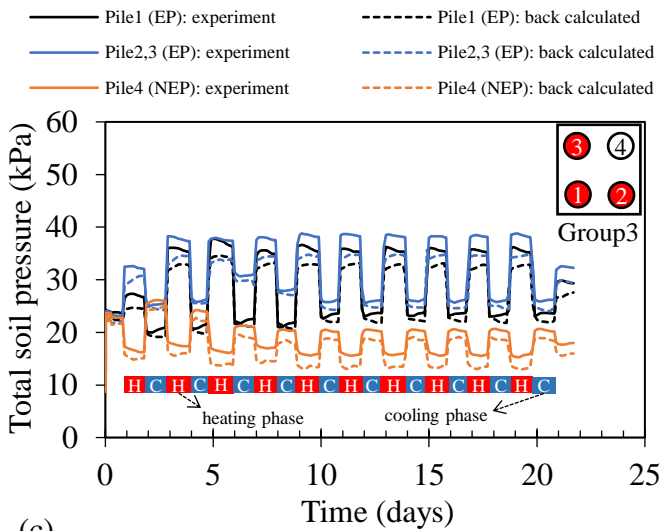 Pile1 (EP): experiment
Pile1 (EP): back calculated
Pile2,3 (EP): experiment
Pile2,3 (EP): back calculated
Pile4 (NEP): experiment
Pile4 (NEP): back calculated
Total soil pressure (kPa)
60
50
40
30
20
10
0
3 4
1 2
Group3
H C H C H C H C H C H C H C H C H C H C
heating phase
cooling phase
0 5 10 15 20 25
Time (days)
(c)